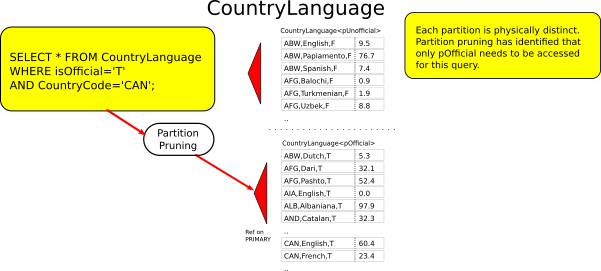 CountryLanguage
SELECT * FROM CountryLanguage
WHERE isOfficial='T'
AND CountryCode='CAN';
Partition
Pruning
CountryLanguage<pUnofficial>
ABW,English,F 9.5
ABW,Papiamento,F 76.7
ABW,Spanish,F 7.4
AFG,Balochi,F 0.9
AFG,Turkmenian,F 1.9
AFG,Uzbek,F 8.8
..
CountryLanguage<pOfficial>
ABW,Dutch,T 5.3
AFG,Dari,T 32.1
AFG,Pashto,T 52.4
AIA,English,T 0.0
ALB,Albaniana,T 97.9
AND,Catalan,T 32.3
..
Ref on
PRIMARY
CAN,English,T 60.4
CAN,French,T 23.4
..
Each partition is physically distinct.
Partition pruning has identified that
only pOfficial needs to be accessed
for this query.